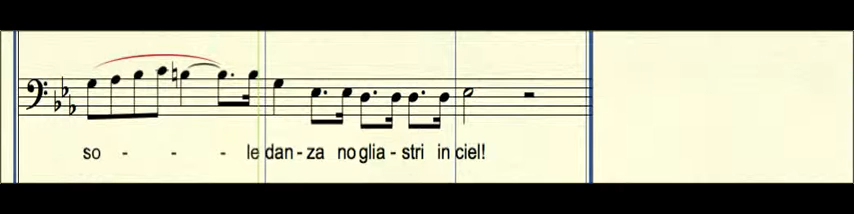 so - - - le dan - za no glia - stri in ciel!